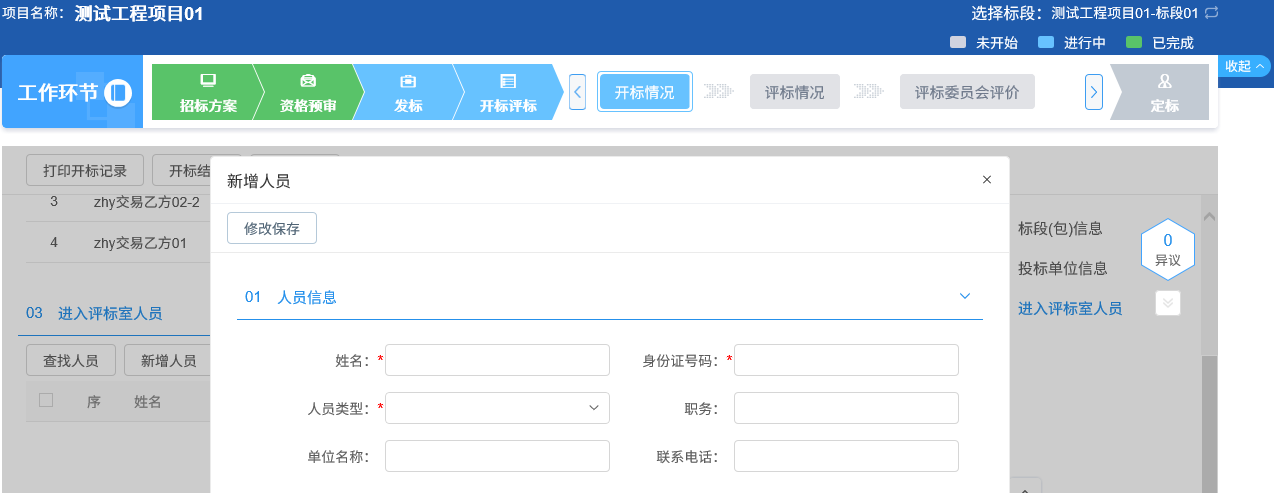 项目名称： 测试工程项目01
选择标段： 测试工程项目01-标段01
未开始 进行中 已完成
工作环节
招标方案 资格预审 发标 开标评标 开标情况 评标情况 评标委员会评价 定标
收起
打印开标记录 开标结
3 zhy交易乙方02-2
4 zhy交易乙方01
03 进入评标室人员
查找人员 新增人员
序 姓名
新增人员 ×
修改保存
01 人员信息
姓名：* 身份证号码：*
人员类型：* 职务：
单位名称： 联系电话：
标段(包)信息
投标单位信息
进入评标室人员
0
异议